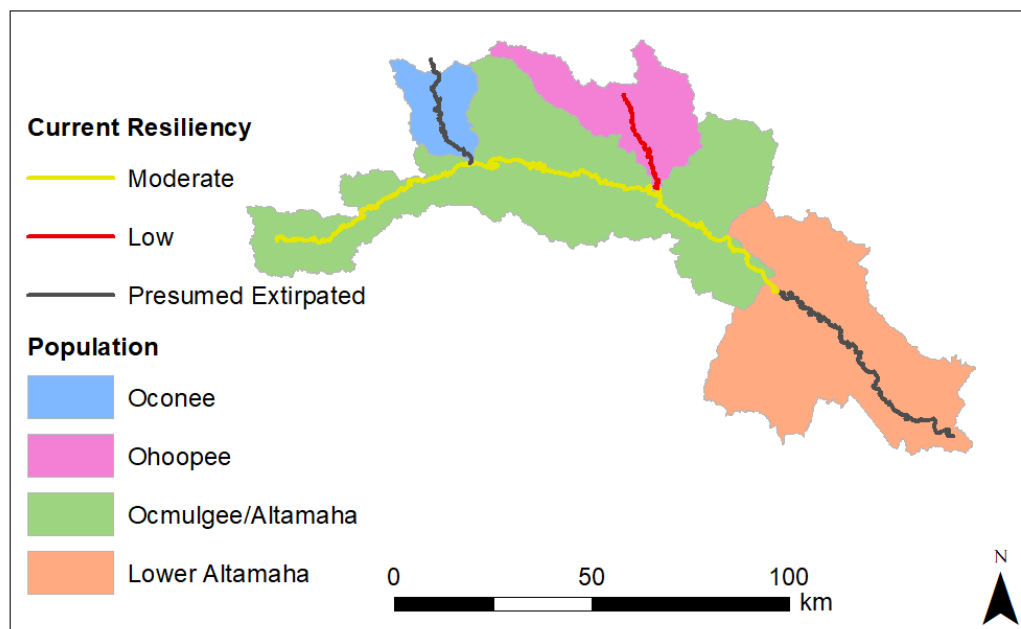 Current Resiliency
Moderate
Low
Presumed Extirpated
Population
Oconee
Ohoopee
Ocmulgee/Altamaha
Lower Altamaha
0 50 100
km
N